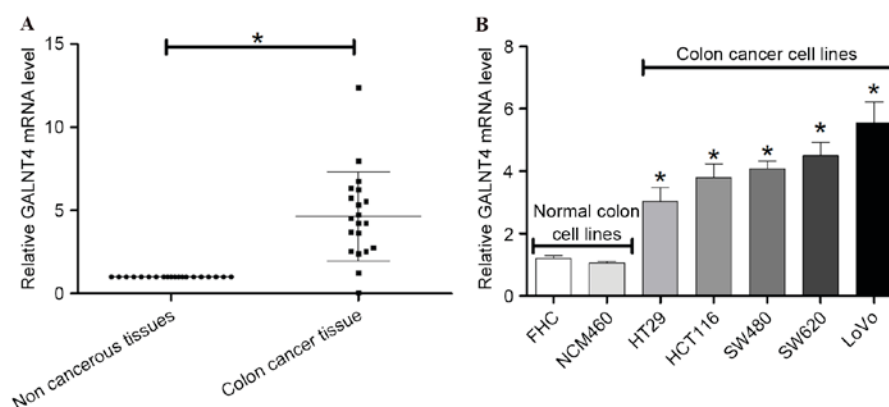 A
Relative GALNT4 mRNA level
15
10
5
0
*
Non cancerous tissues
Colon cancer tissue
B
Relative GALNT4 mRNA level
8
6
4
2
0
Colon cancer cell lines
Normal colon
cell lines
*
*
*
*
*
FHC
NCM460
HT29
HCT116
SW480
SW620
LoVo